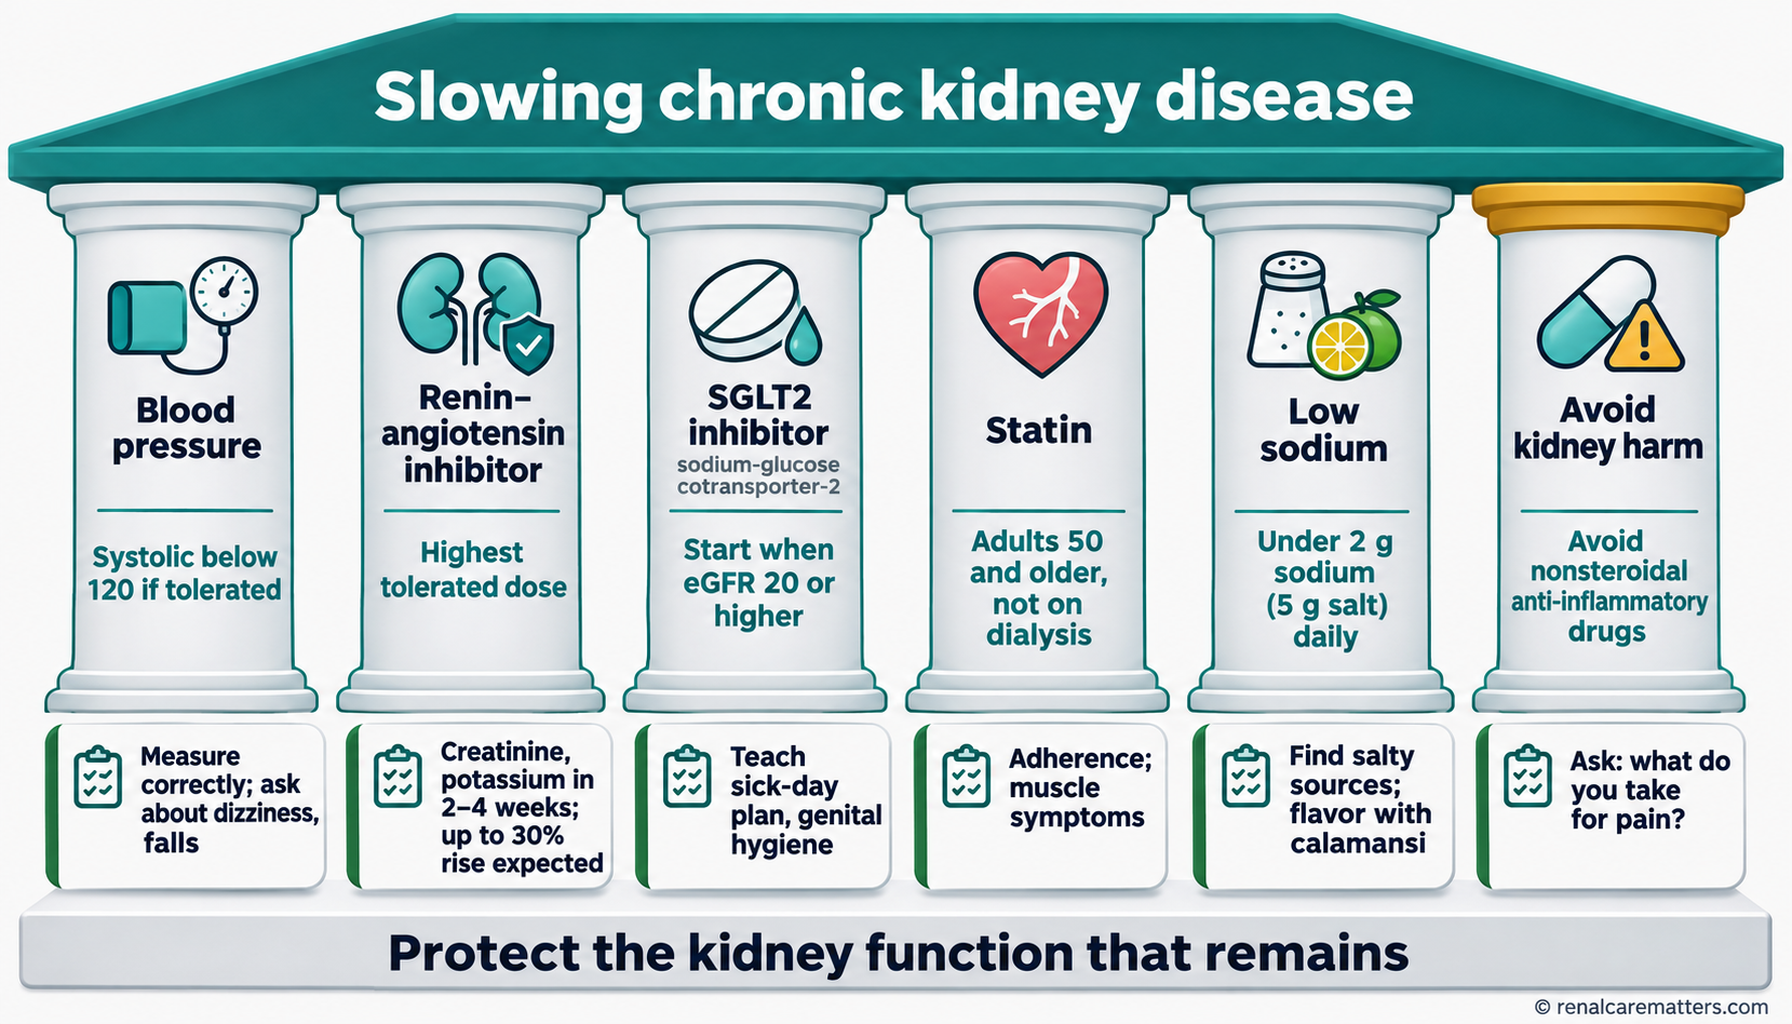 Slowing chronic kidney disease
Blood
pressure
Systolic below
120 if tolerated
Measure
correctly; ask
about dizziness,
falls
Renin–
angiotensin
inhibitor
Highest
tolerated dose
Creatinine,
potassium in
2–4 weeks;
up to 30%
rise expected
SGLT2
inhibitor
sodium-glucose
cotransporter-2
Start when
eGFR 20 or
higher
Teach
sick-day
plan, genital
hygiene
Statin
Adults 50
and older,
not on
dialysis
Adherence;
muscle
symptoms
Low
sodium
Under 2 g
sodium
(5 g salt)
daily
Find salty
sources;
flavor with
calamansi
Avoid
kidney harm
Avoid
nonsteroidal
anti-inflammatory
drugs
Ask: what do
you take
for pain?
Protect the kidney function that remains
© renalcarematters.com